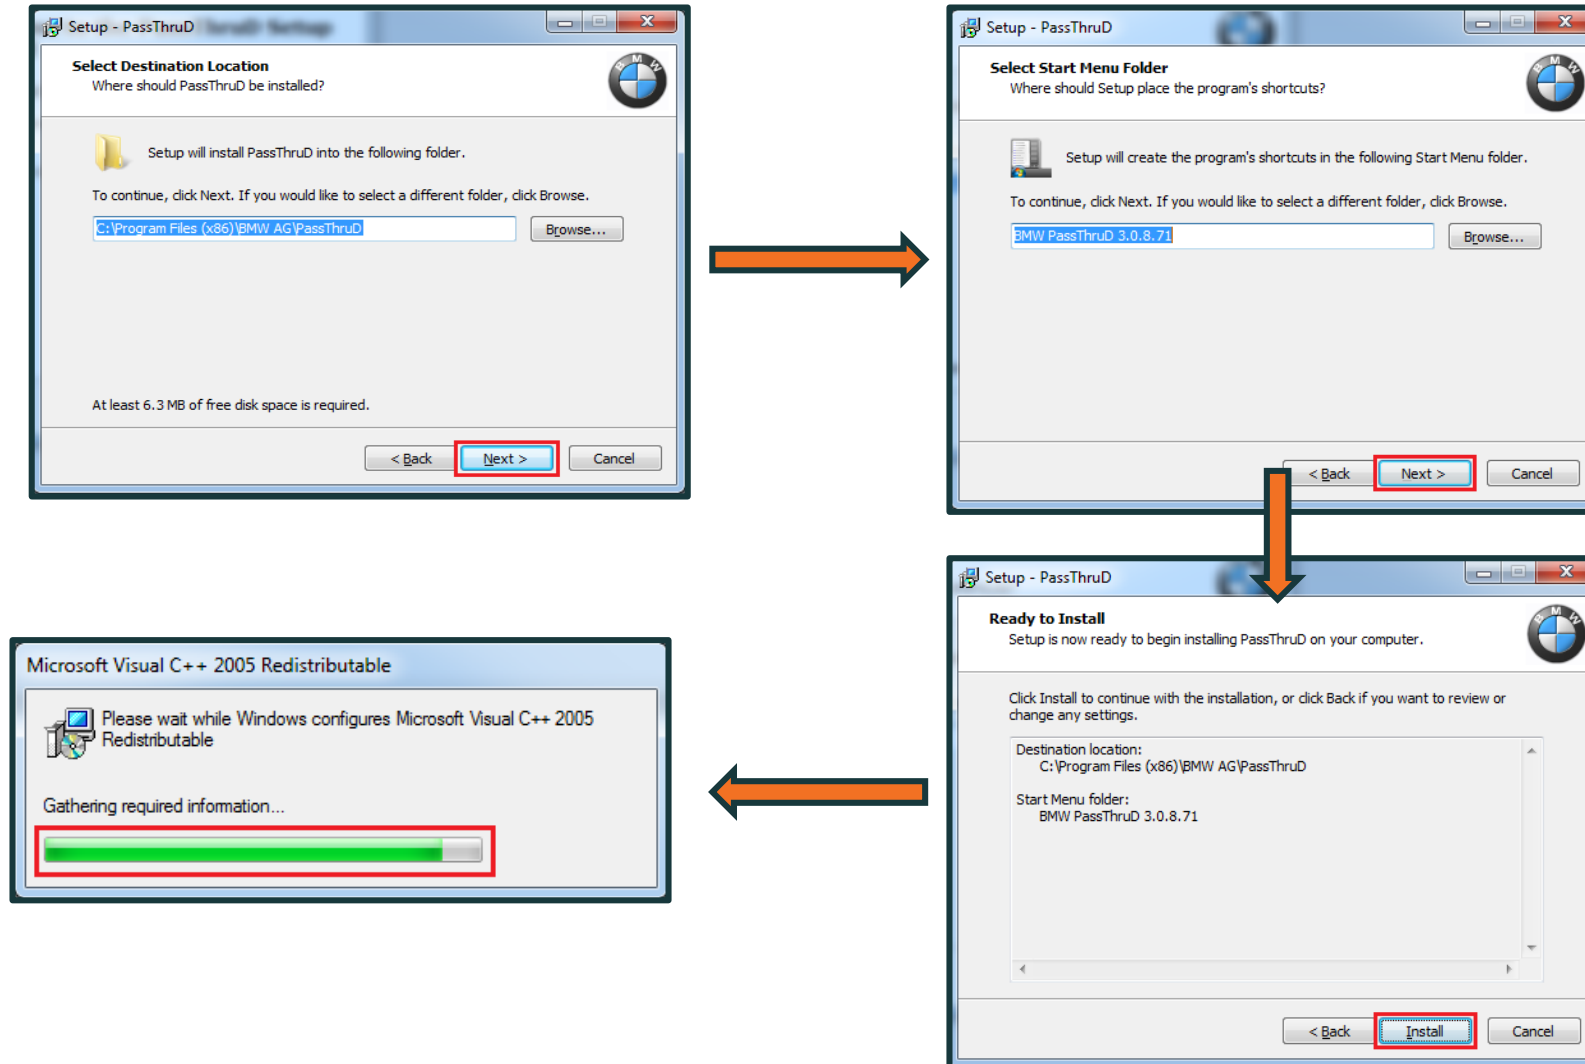 Setup - PassThruD
Select Destination Location
Where should PassThruD be installed?
Setup will install PassThruD into the following folder.
To continue, click Next. If you would like to select a different folder, click Browse.
C:\Program Files (x86)\BMW AG\PassThruD
Browse...
At least 6.3 MB of free disk space is required.
< Back
Next >
Cancel
Setup - PassThruD
Select Start Menu Folder
Where should Setup place the program's shortcuts?
BMW
Setup will create the program's shortcuts in the following Start Menu folder.
To continue, click Next. If you would like to select a different folder, click Browse.
BMW PassThruD 3.0.8.71
Browse...
< Back
Next >
Cancel
Setup - PassThruD
Ready to Install
Setup is now ready to begin installing PassThruD on your computer.
BMW
Click Install to continue with the installation, or click Back if you want to review or
change any settings.
Destination location:
C:\Program Files (x86)\BMW AG\PassThruD
Start Menu folder:
BMW PassThruD 3.0.8.71
< Back
Install
Cancel
Microsoft Visual C++ 2005 Redistributable
Please wait while Windows configures Microsoft Visual C++ 2005
Redistributable
Gathering required information...